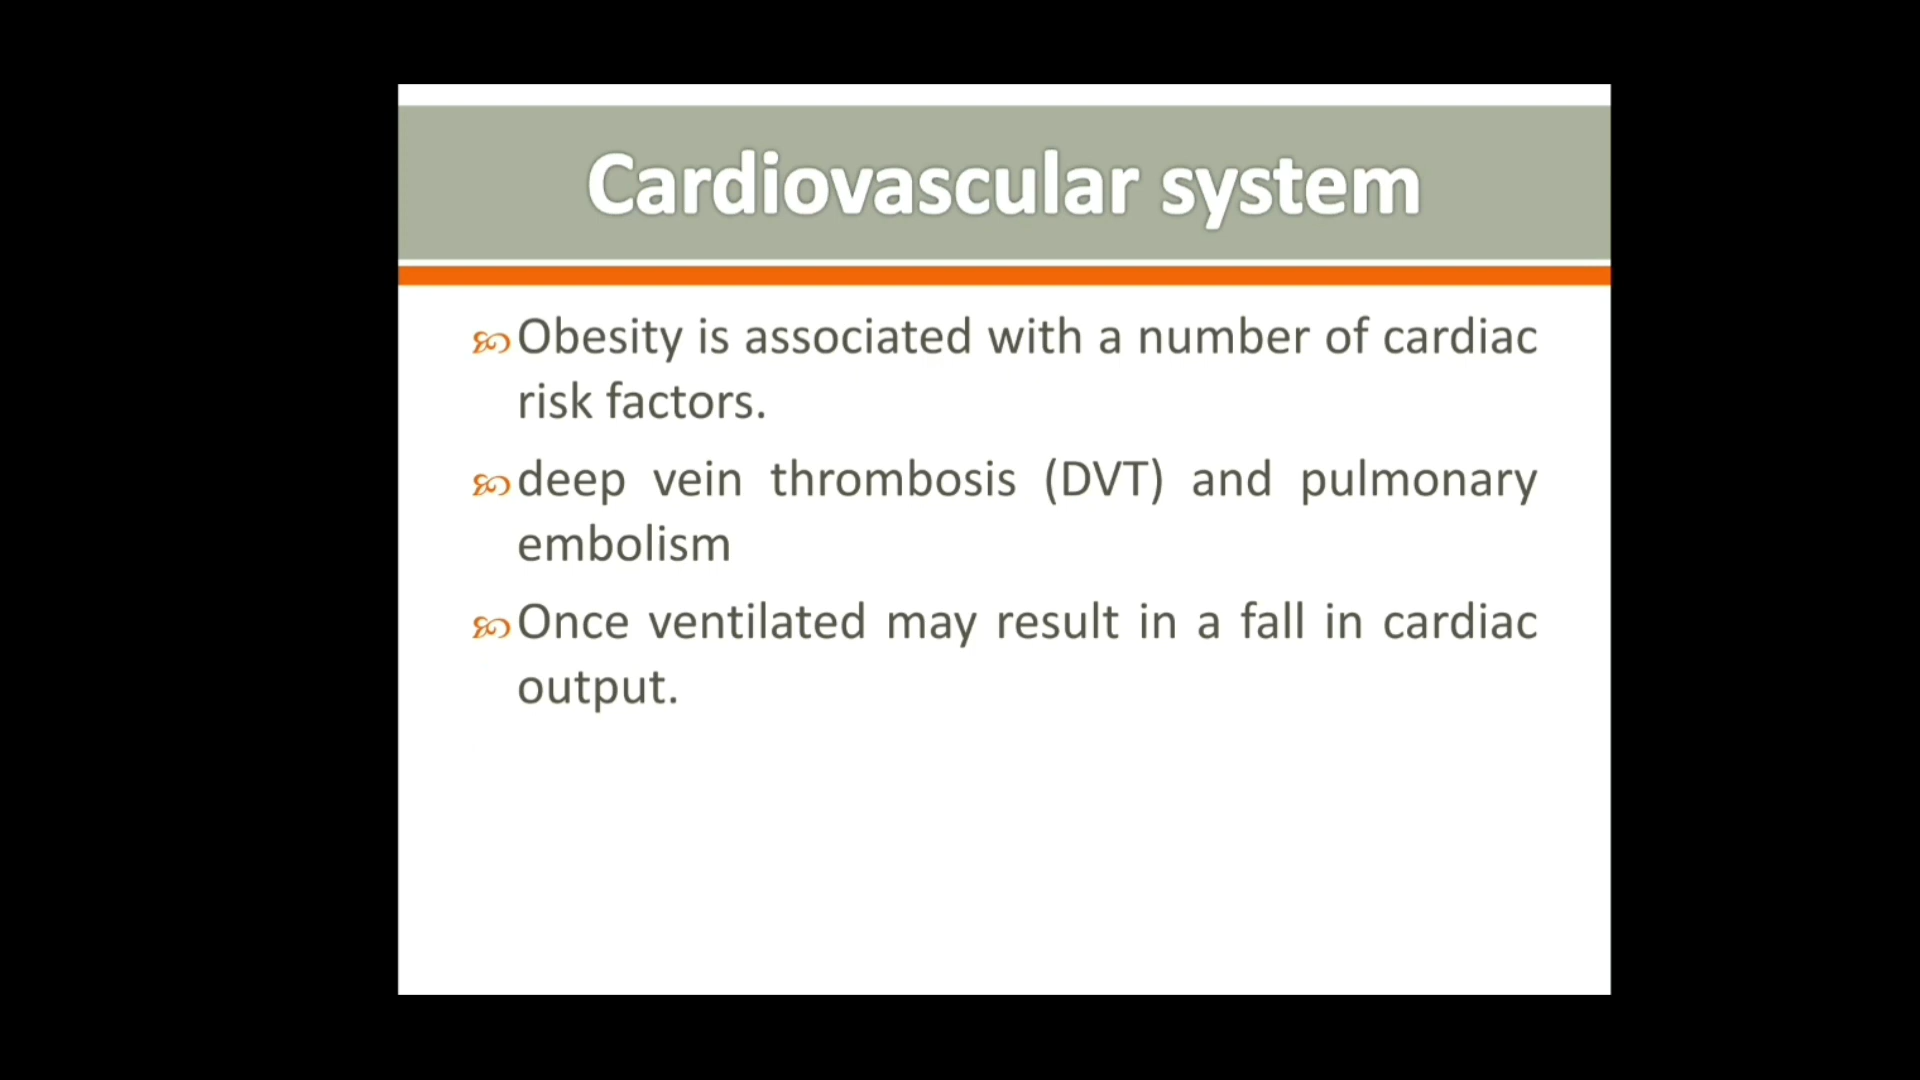 Cardiovascular system
Obesity is associated with a number of cardiac
risk factors.
deep vein thrombosis (DVT) and pulmonary
embolism
Once ventilated may result in a fall in cardiac
output.